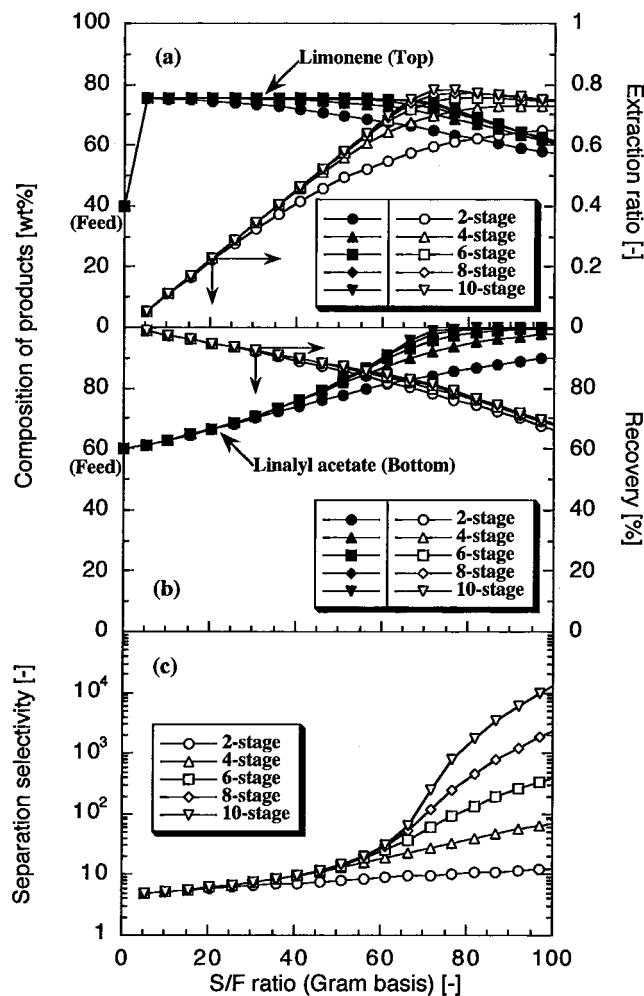 100
80
60
40
20
0
(Feed)
Composition of products [wt%]
(a)
Limonene (Top)
2-stage
4-stage
6-stage
8-stage
10-stage
1
0.8
0.6
0.4
0.2
0
Extraction ratio [-]
80
60
40
20
0
(Feed)
Linalyl acetate (Bottom)
2-stage
4-stage
6-stage
8-stage
10-stage
(b)
80
60
40
20
0
Recovery [%]
(c)
Separation selectivity [-]
10^4
10^3
10^2
10
1
2-stage
4-stage
6-stage
8-stage
10-stage
0 20 40 60 80 100
S/F ratio (Gram basis) [-]